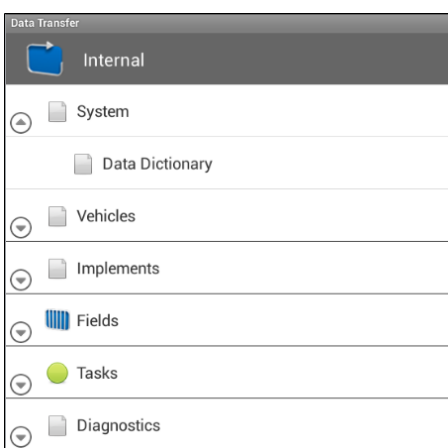 Data Transfer
Internal
System
Data Dictionary
Vehicles
Implements
Fields
Tasks
Diagnostics